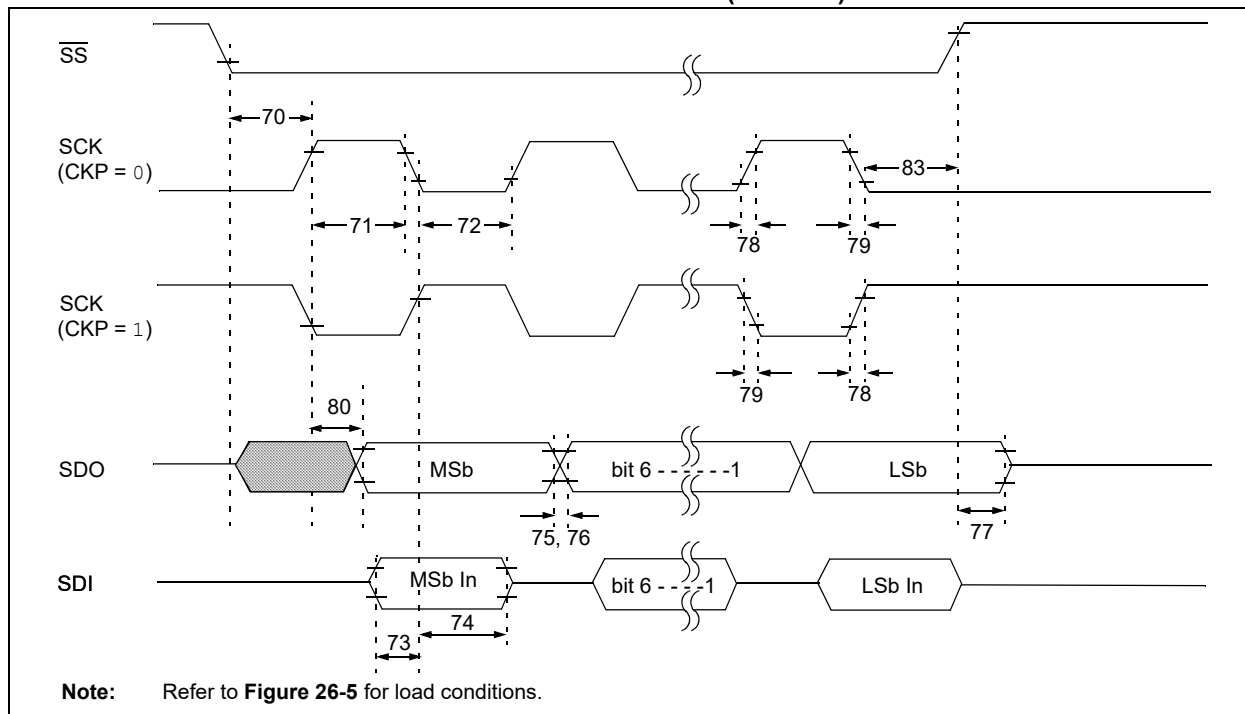 SS
70
SCK
(CKP = 0)
83
71
72
78
79
SCK
(CKP = 1)
79
78
80
SDO
MSb
bit 6 - - - - - - -1
LSb
75, 76
77
SDI
MSb In
bit 6 - - - - -1
LSb In
74
73
Note: Refer to Figure 26-5 for load conditions.